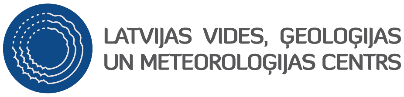 LATVIJAS VIDES, ĢEOLOĢIJAS
UN METEOROLOĢIJAS CENTRS